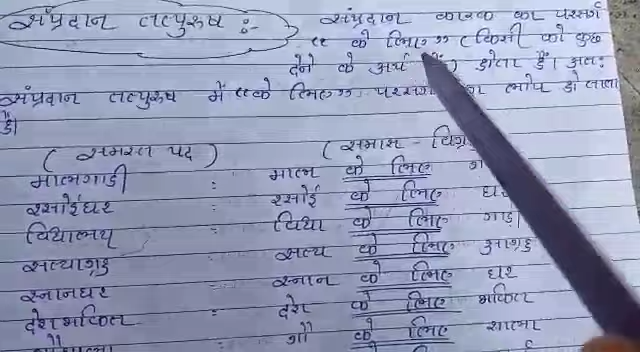 संप्रदान तत्पुरुष :- संप्रदान कारक का परसर्ग
"के लिए" (किसी को कुछ
देने के अर्थ में) होता है। अतः
संप्रदान तत्पुरुष में "के लिए" परसर्ग का लोप हो जाता
है।
(समस्त पद) (समास - विग्रह
मालगाडी : माल के लिए
रसोईघर : रसोई के लिए घर
विद्यालय : विद्या के लिए
सत्याग्रह : सत्य के लिए आग्रह
स्नानघर : स्नान के लिए घर
देशभक्ति : देश के लिए भक्ति
गौशाला : गौ के लिए शाला